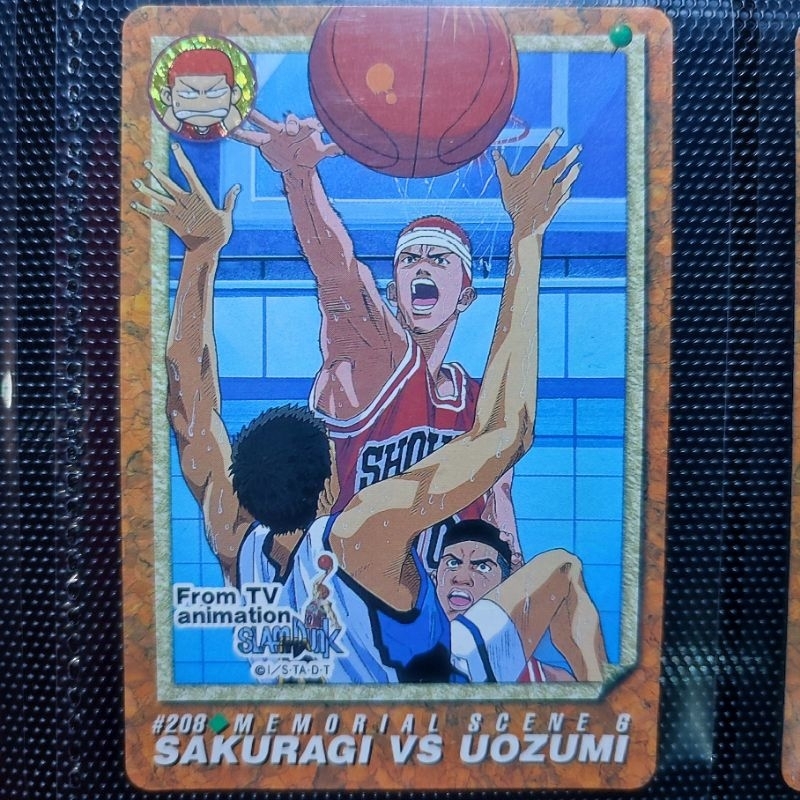 SHOH
From TV
animation
SLAM DUNK
©I/S·T·A·D·T
#208◆MEMORIAL SCENE 6
SAKURAGI VS UOZUMI